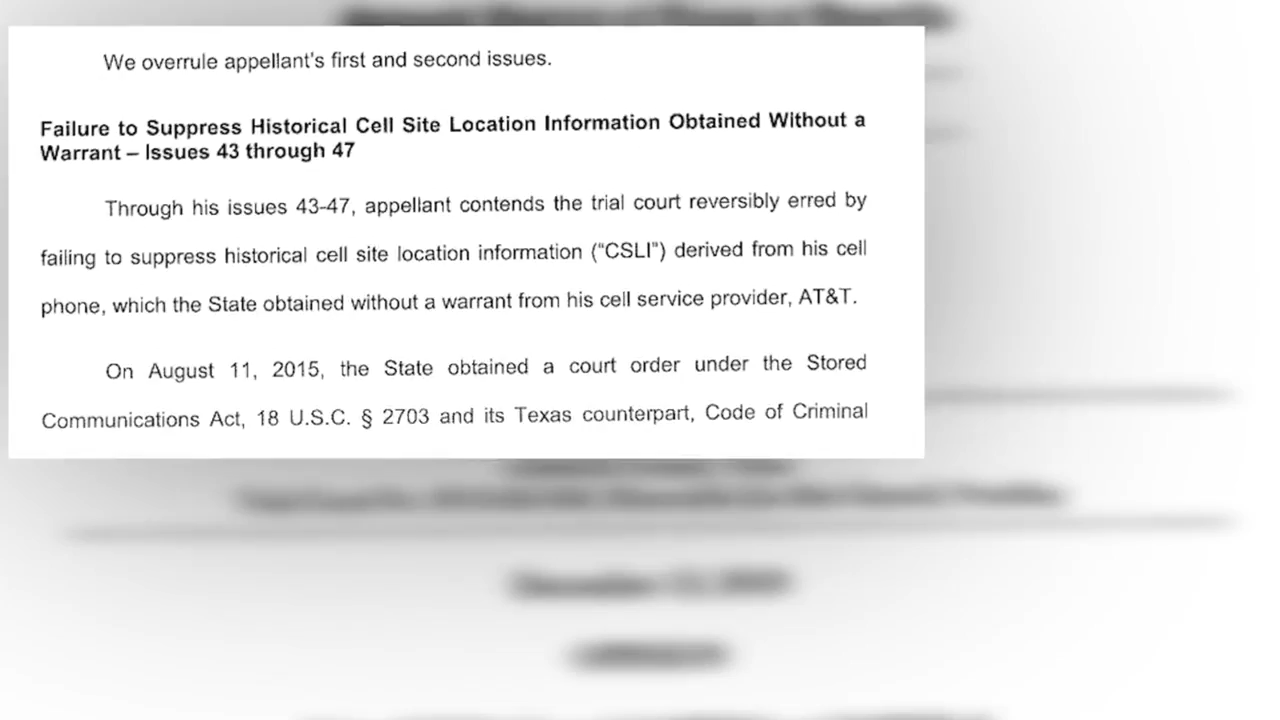 We overrule appellant's first and second issues.
Failure to Suppress Historical Cell Site Location Information Obtained Without a
Warrant – Issues 43 through 47
Through his issues 43-47, appellant contends the trial court reversibly erred by
failing to suppress historical cell site location information ("CSLI") derived from his cell
phone, which the State obtained without a warrant from his cell service provider, AT&T.
On August 11, 2015, the State obtained a court order under the Stored
Communications Act, 18 U.S.C. § 2703 and its Texas counterpart, Code of Criminal